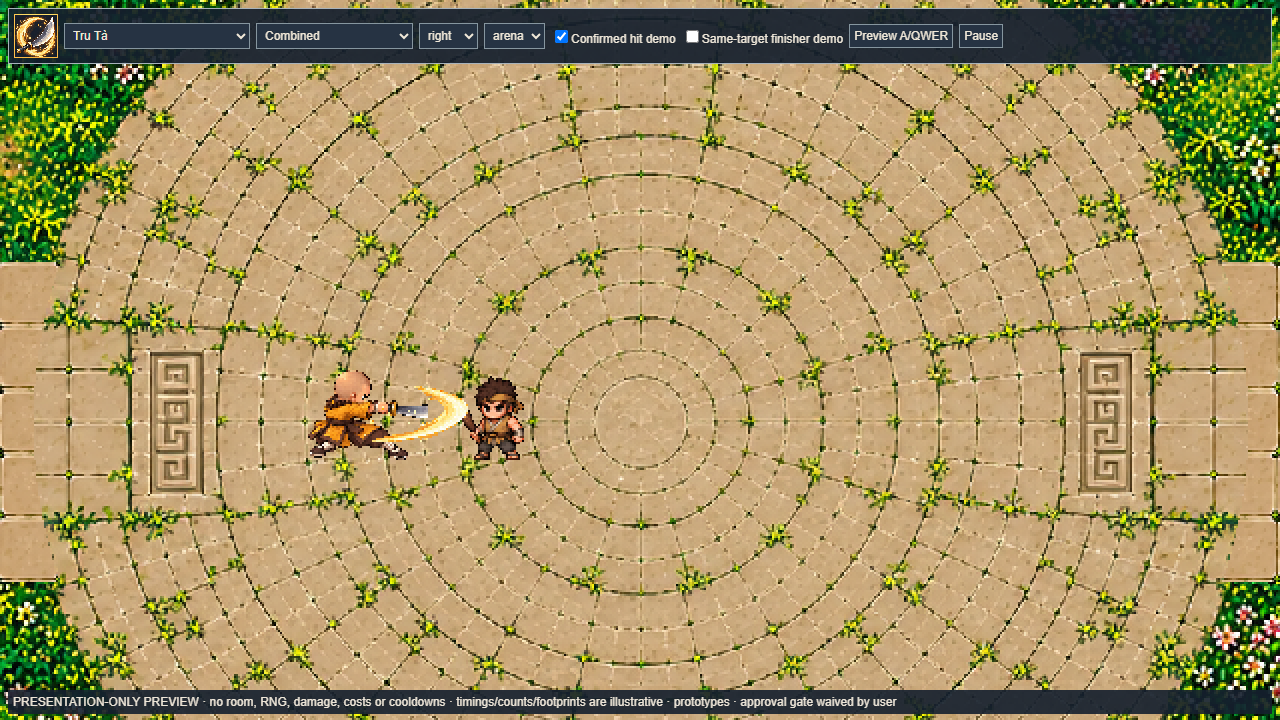 Tru Tà Combined right arena Confirmed hit demo Same-target finisher demo Preview A/QWER Pause
PRESENTATION-ONLY PREVIEW · no room, RNG, damage, costs or cooldowns · timings/counts/footprints are illustrative · prototypes · approval gate waived by user